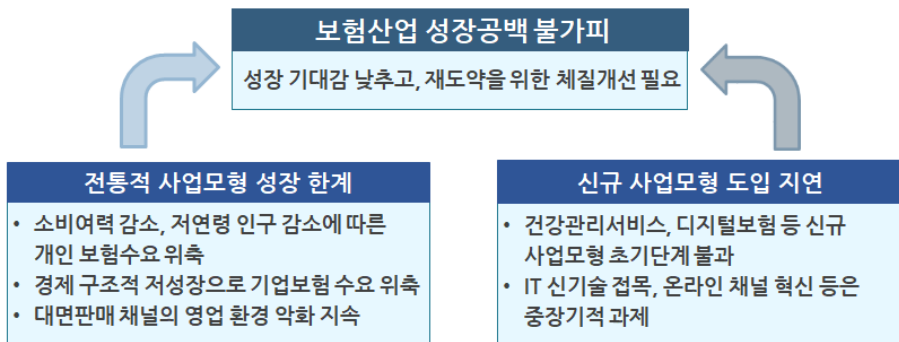 보험산업 성장공백 불가피
성장 기대감 낮추고, 재도약을 위한 체질개선 필요
전통적 사업모형 성장 한계
• 소비여력 감소, 저연령 인구 감소에 따른
개인 보험수요 위축
• 경제 구조적 저성장으로 기업보험 수요 위축
• 대면판매 채널의 영업 환경 악화 지속
신규 사업모형 도입 지연
• 건강관리서비스, 디지털보험 등 신규
사업모형 초기단계 불과
• IT 신기술 접목, 온라인 채널 혁신 등은
중장기적 과제